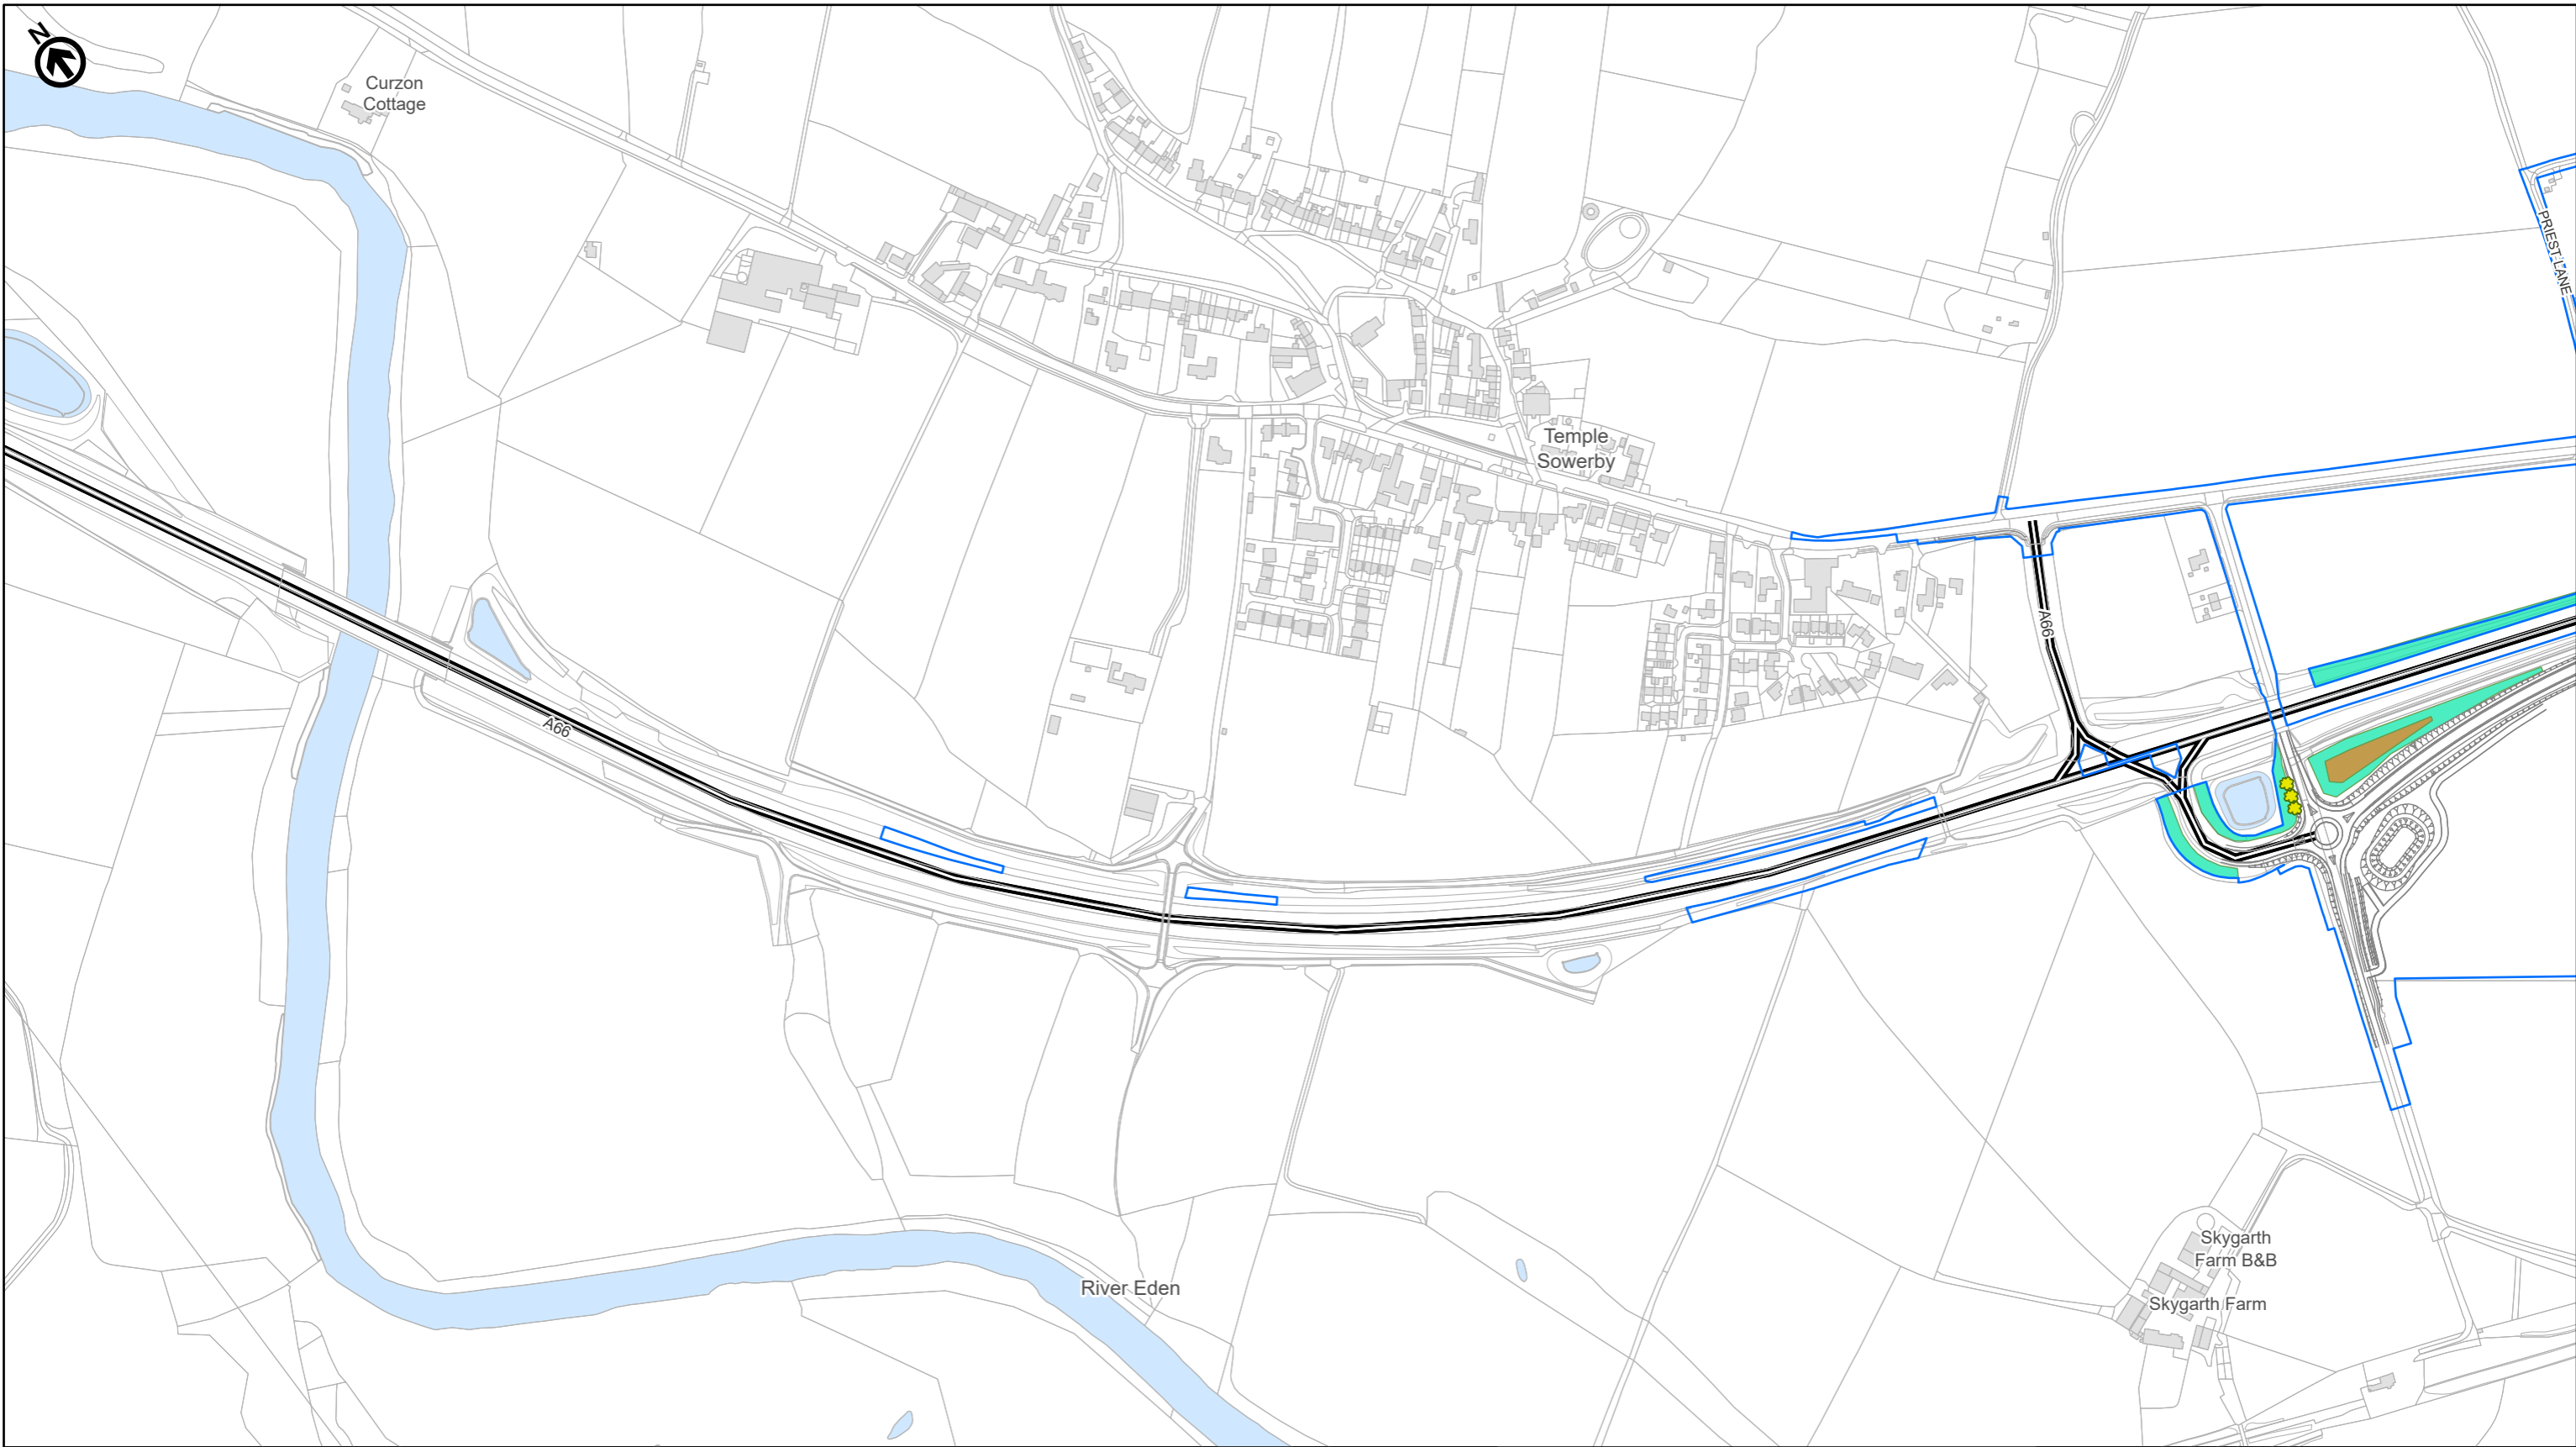 N
Curzon
Cottage
PRIEST LANE
Temple
Sowerby
A66
A66
Skygarth
Farm B&B
River Eden
Skygarth Farm